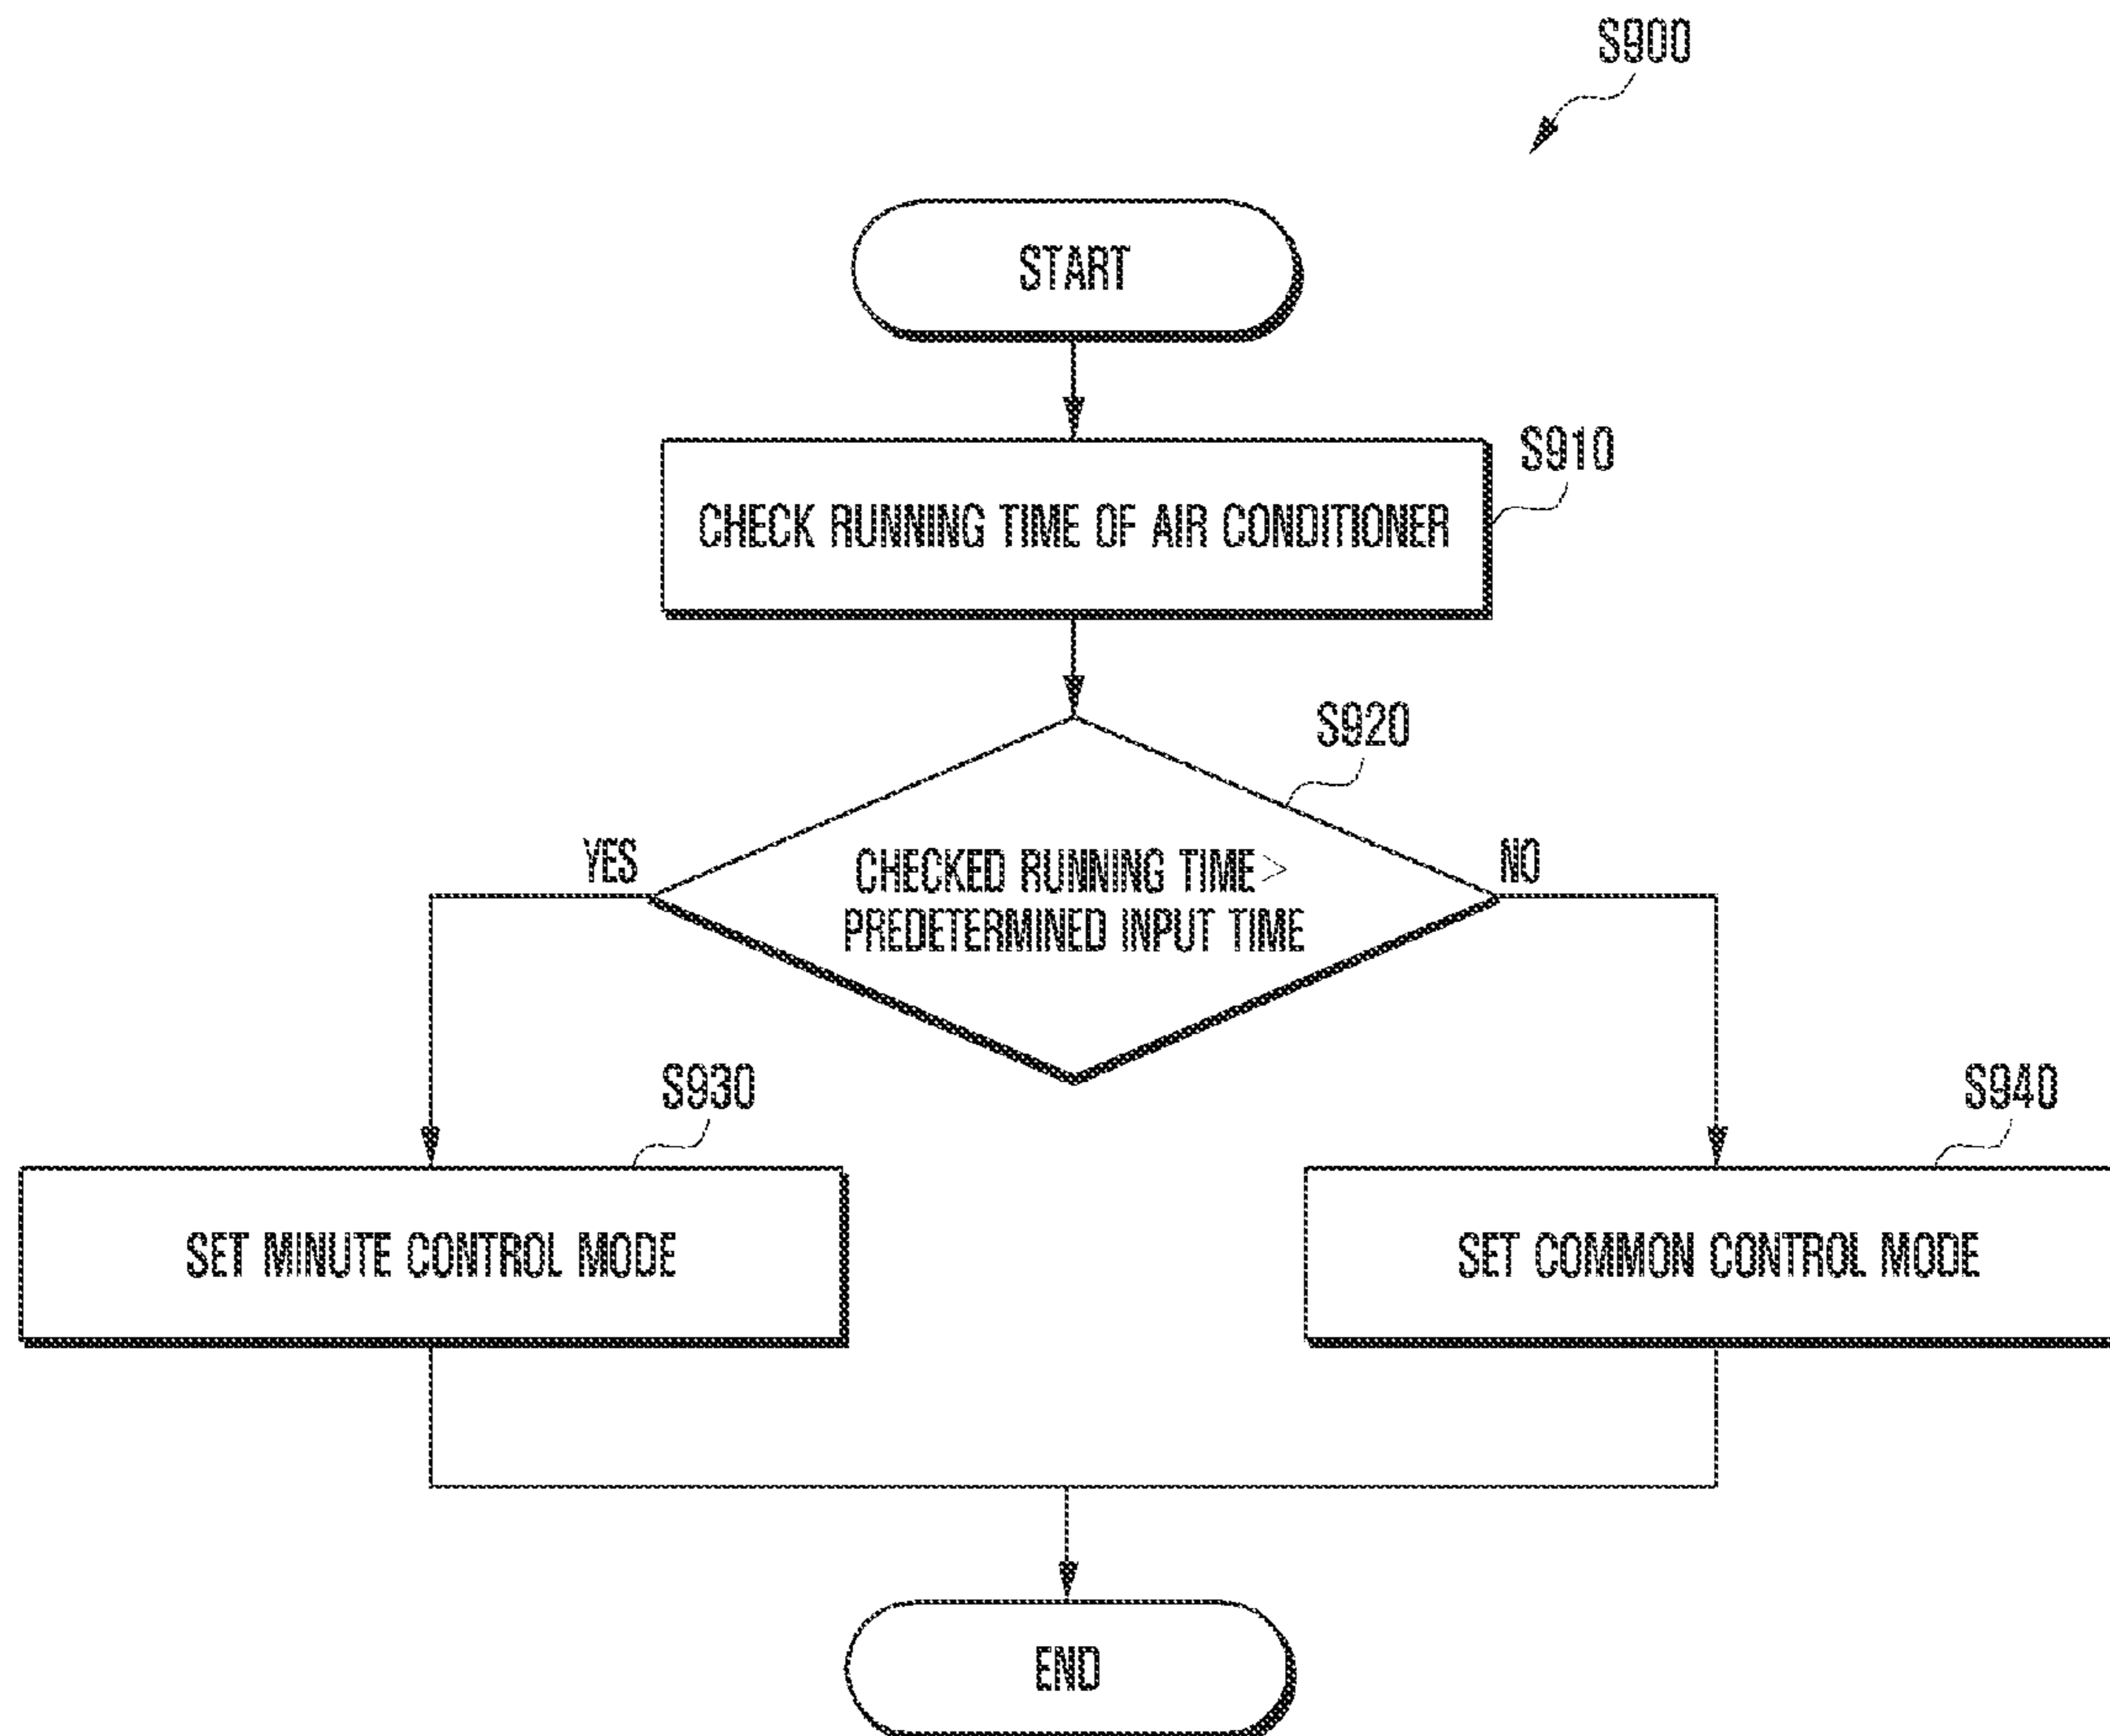 S900
START
S910
CHECK RUNNING TIME OF AIR CONDITIONER
S920
YES
CHECKED RUNNING TIME>
PREDETERMINED INPUT TIME
NO
S930
SET MINUTE CONTROL MODE
S940
SET COMMON CONTROL MODE
END